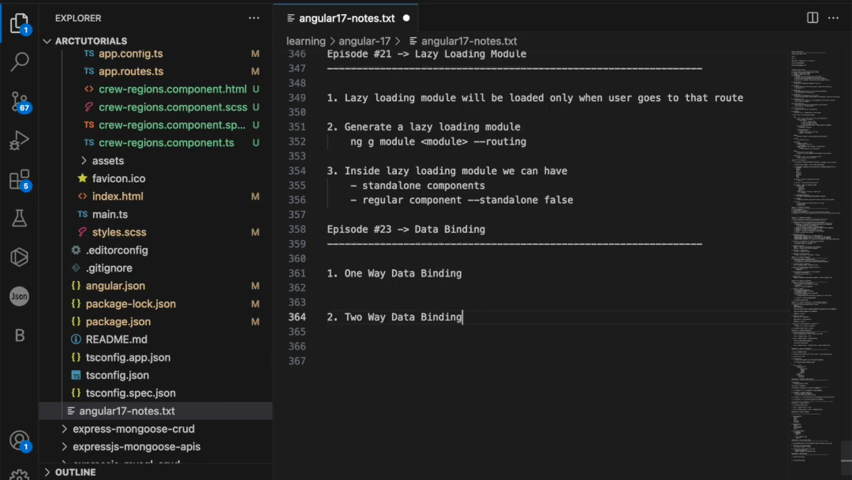 EXPLORER
ARCTUTORIALS
TS app.config.ts M
TS app.routes.ts M
<> crew-regions.component.html U
crew-regions.component.scss U
TS crew-regions.component.sp... U
TS crew-regions.component.ts U
assets
favicon.ico
<> index.html M
TS main.ts
styles.scss M
.editorconfig
.gitignore
{} angular.json M
{} package-lock.json M
{} package.json M
README.md
{} tsconfig.app.json
tsconfig.json
{} tsconfig.spec.json
angular17-notes.txt
express-mongoose-crud
expressjs-mongoose-apis
OUTLINE
1
67
5
Json
B
1
angular17-notes.txt
learning > angular-17 > angular17-notes.txt
346 Episode #21 -> Lazy Loading Module
347 ----------------------------------------------------------------
348
349 1. Lazy loading module will be loaded only when user goes to that route
350
351 2. Generate a lazy loading module
352 ng g module <module> --routing
353
354 3. Inside lazy loading module we can have
355 - standalone components
356 - regular component --standalone false
357
358 Episode #23 -> Data Binding
359 ----------------------------------------------------------------
360
361 1. One Way Data Binding
362
363
364 2. Two Way Data Binding
365
366
367